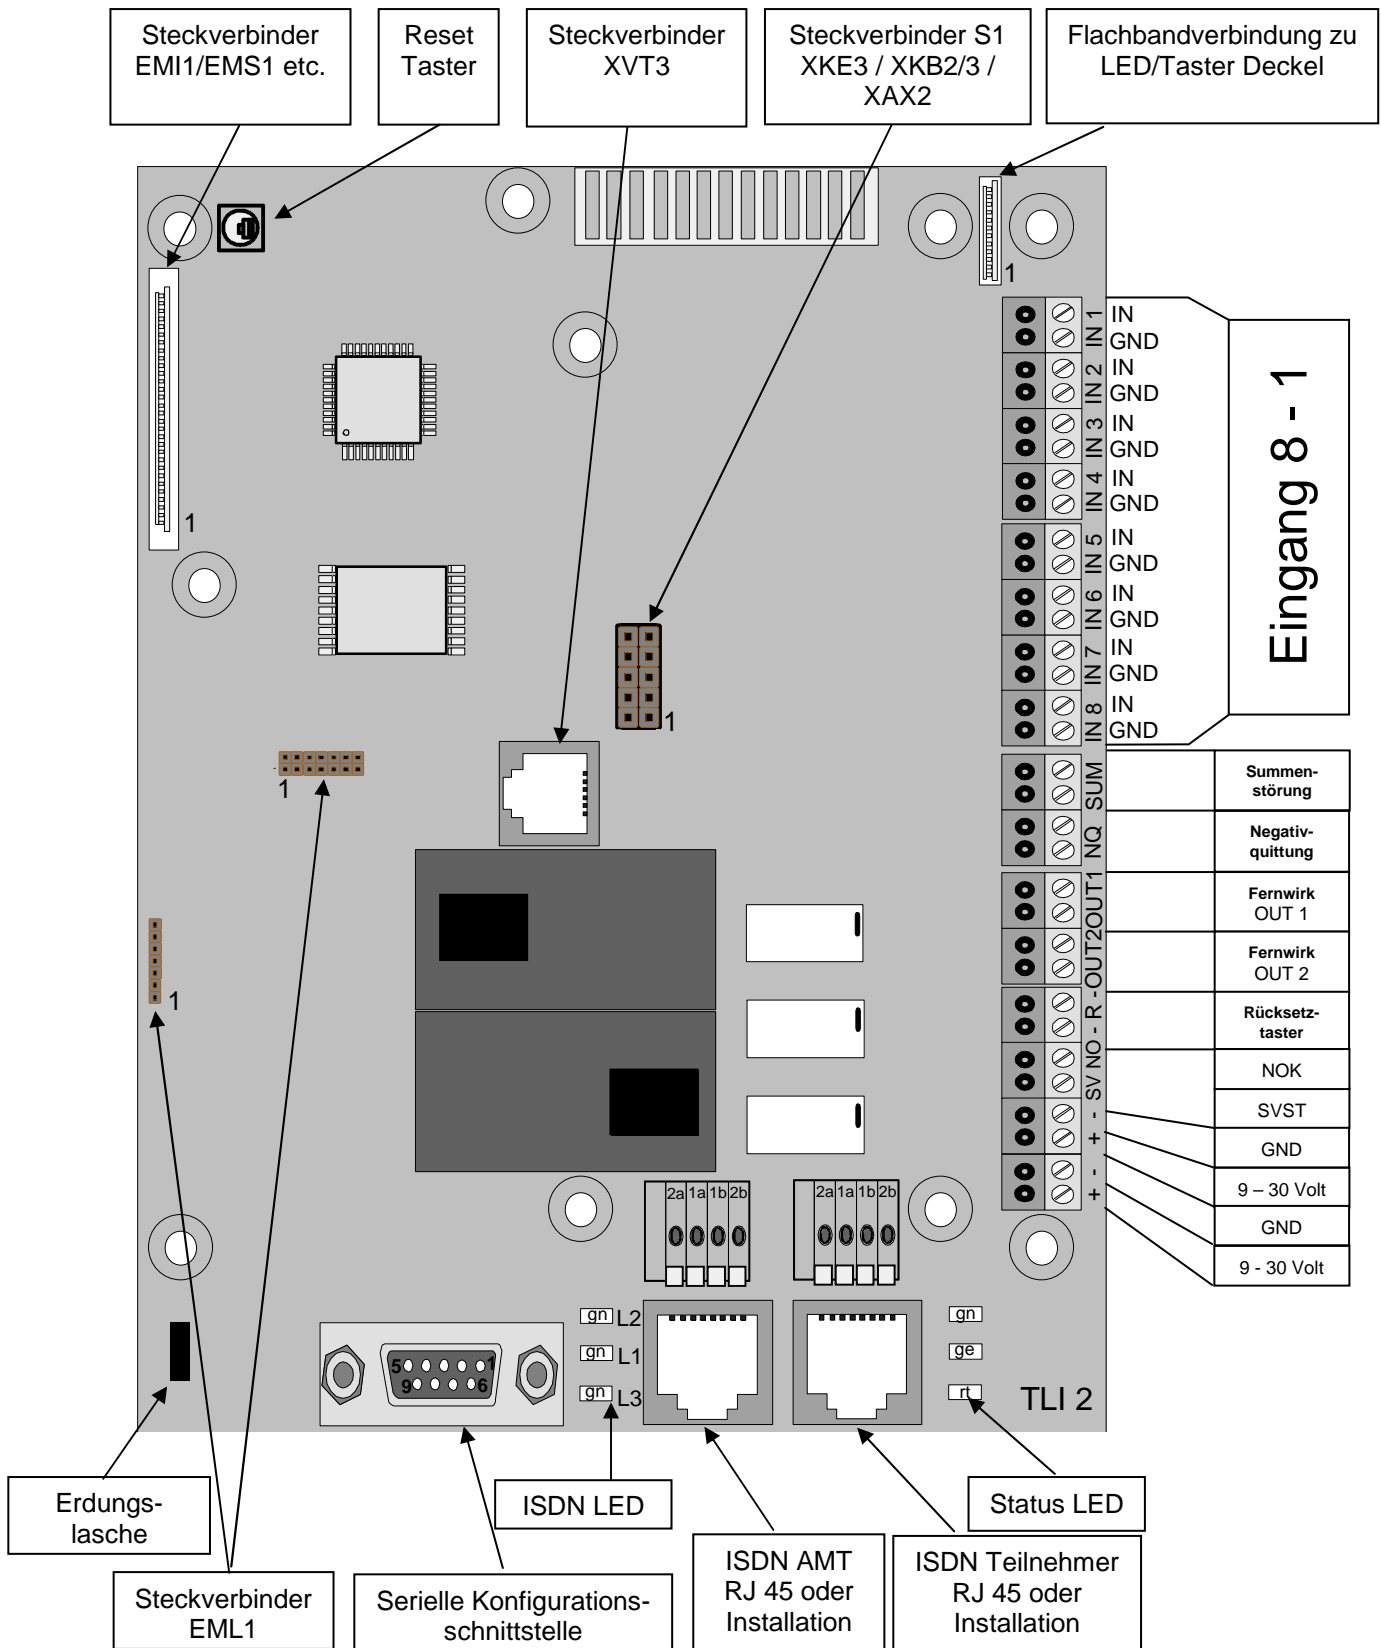 Steckverbinder
EMI1/EMS1 etc.
Reset
Taster
Steckverbinder
XVT3
Steckverbinder S1
XKE3 / XKB2/3 /
XAX2
Flachbandverbindung zu
LED/Taster Deckel
1
1
IN 1
IN
GND
IN 2
IN
GND
IN 3
IN
GND
IN 4
IN
GND
IN 5
IN
GND
IN 6
IN
GND
IN 7
IN
GND
IN 8
IN
GND
Eingang 8 - 1
1
1
1
SUM
Summen-
störung
NQ
Negativ-
quittung
OUT1
Fernwirk
OUT 1
OUT2
Fernwirk
OUT 2
- R -
Rücksetz-
taster
SV NO
NOK
SVST
- +
GND
9 – 30 Volt
- +
GND
9 - 30 Volt
2a 1a 1b 2b
2a 1a 1b 2b
gn L2
gn L1
gn L3
gn
ge
rt
5 1
9 6
TLI 2
Erdungs-
lasche
ISDN LED
Status LED
Steckverbinder
EML1
Serielle Konfigurations-
schnittstelle
ISDN AMT
RJ 45 oder
Installation
ISDN Teilnehmer
RJ 45 oder
Installation